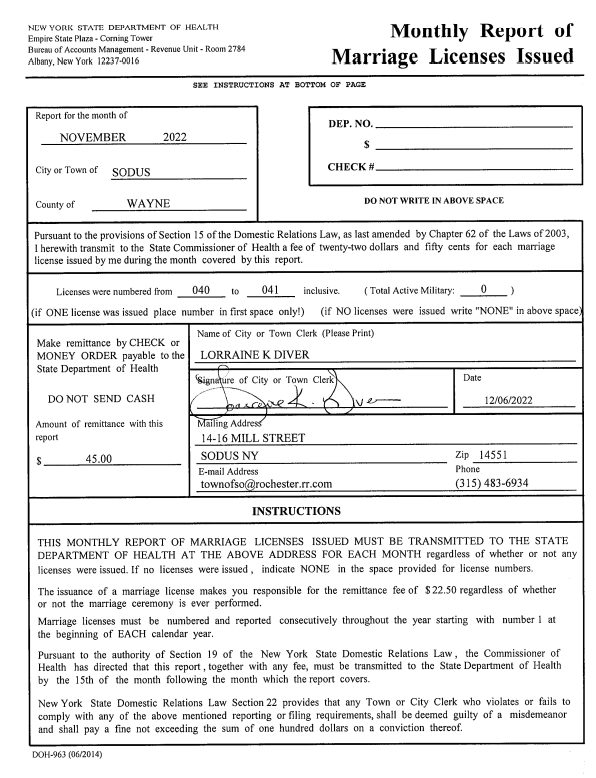 NEW YORK STATE DEPARTMENT OF HEALTH
Empire State Plaza - Corning Tower
Bureau of Accounts Management - Revenue Unit - Room 2784
Albany, New York 12237-0016
Monthly Report of
Marriage Licenses Issued
SEE INSTRUCTIONS AT BOTTOM OF PAGE
Report for the month of
NOVEMBER 2022
City or Town of SODUS
County of WAYNE
DEP. NO.
$
CHECK #
DO NOT WRITE IN ABOVE SPACE
Pursuant to the provisions of Section 15 of the Domestic Relations Law, as last amended by Chapter 62 of the Laws of 2003,
I herewith transmit to the State Commissioner of Health a fee of twenty-two dollars and fifty cents for each marriage
license issued by me during the month covered by this report.
Licenses were numbered from 040 to 041 inclusive. ( Total Active Military: 0 )
(if ONE license was issued place number in first space only!) (if NO licenses were issued write "NONE" in above space)
Make remittance by CHECK or
MONEY ORDER payable to the
State Department of Health
DO NOT SEND CASH
Amount of remittance with this
report
$ 45.00
Name of City or Town Clerk (Please Print)
LORRAINE K DIVER
Signature of City or Town Clerk
Lorraine K. Diver
Date
12/06/2022
Mailing Address
14-16 MILL STREET
SODUS NY Zip 14551
E-mail Address Phone
townofso@rochester.rr.com (315) 483-6934
INSTRUCTIONS
THIS MONTHLY REPORT OF MARRIAGE LICENSES ISSUED MUST BE TRANSMITTED TO THE STATE
DEPARTMENT OF HEALTH AT THE ABOVE ADDRESS FOR EACH MONTH regardless of whether or not any
licenses were issued. If no licenses were issued, indicate NONE in the space provided for license numbers.
The issuance of a marriage license makes you responsible for the remittance fee of $22.50 regardless of whether
or not the marriage ceremony is ever performed.
Marriage licenses must be numbered and reported consecutively throughout the year starting with number 1 at
the beginning of EACH calendar year.
Pursuant to the authority of Section 19 of the New York State Domestic Relations Law, the Commissioner of
Health has directed that this report, together with any fee, must be transmitted to the State Department of Health
by the 15th of the month following the month which the report covers.
New York State Domestic Relations Law Section 22 provides that any Town or City Clerk who violates or fails to
comply with any of the above mentioned reporting or filing requirements, shall be deemed guilty of a misdemeanor
and shall pay a fine not exceeding the sum of one hundred dollars on a conviction thereof.
DOH-963 (06/2014)